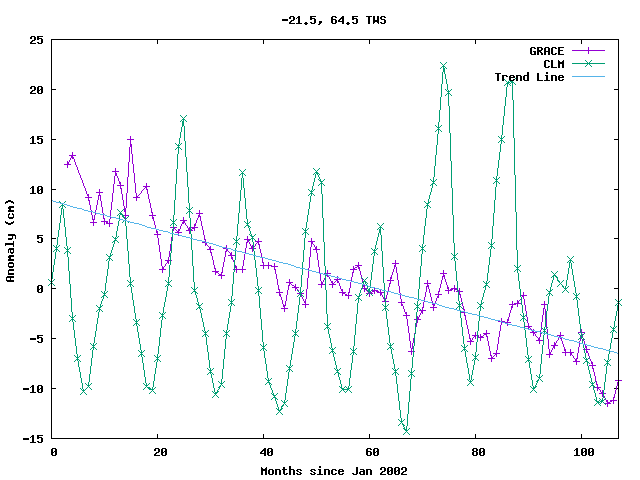 -21.5, 64.5 TWS
GRACE
CLM
Trend Line
25
20
15
10
5
0
-5
-10
-15
Anomaly (cm)
0 20 40 60 80 100
Months since Jan 2002